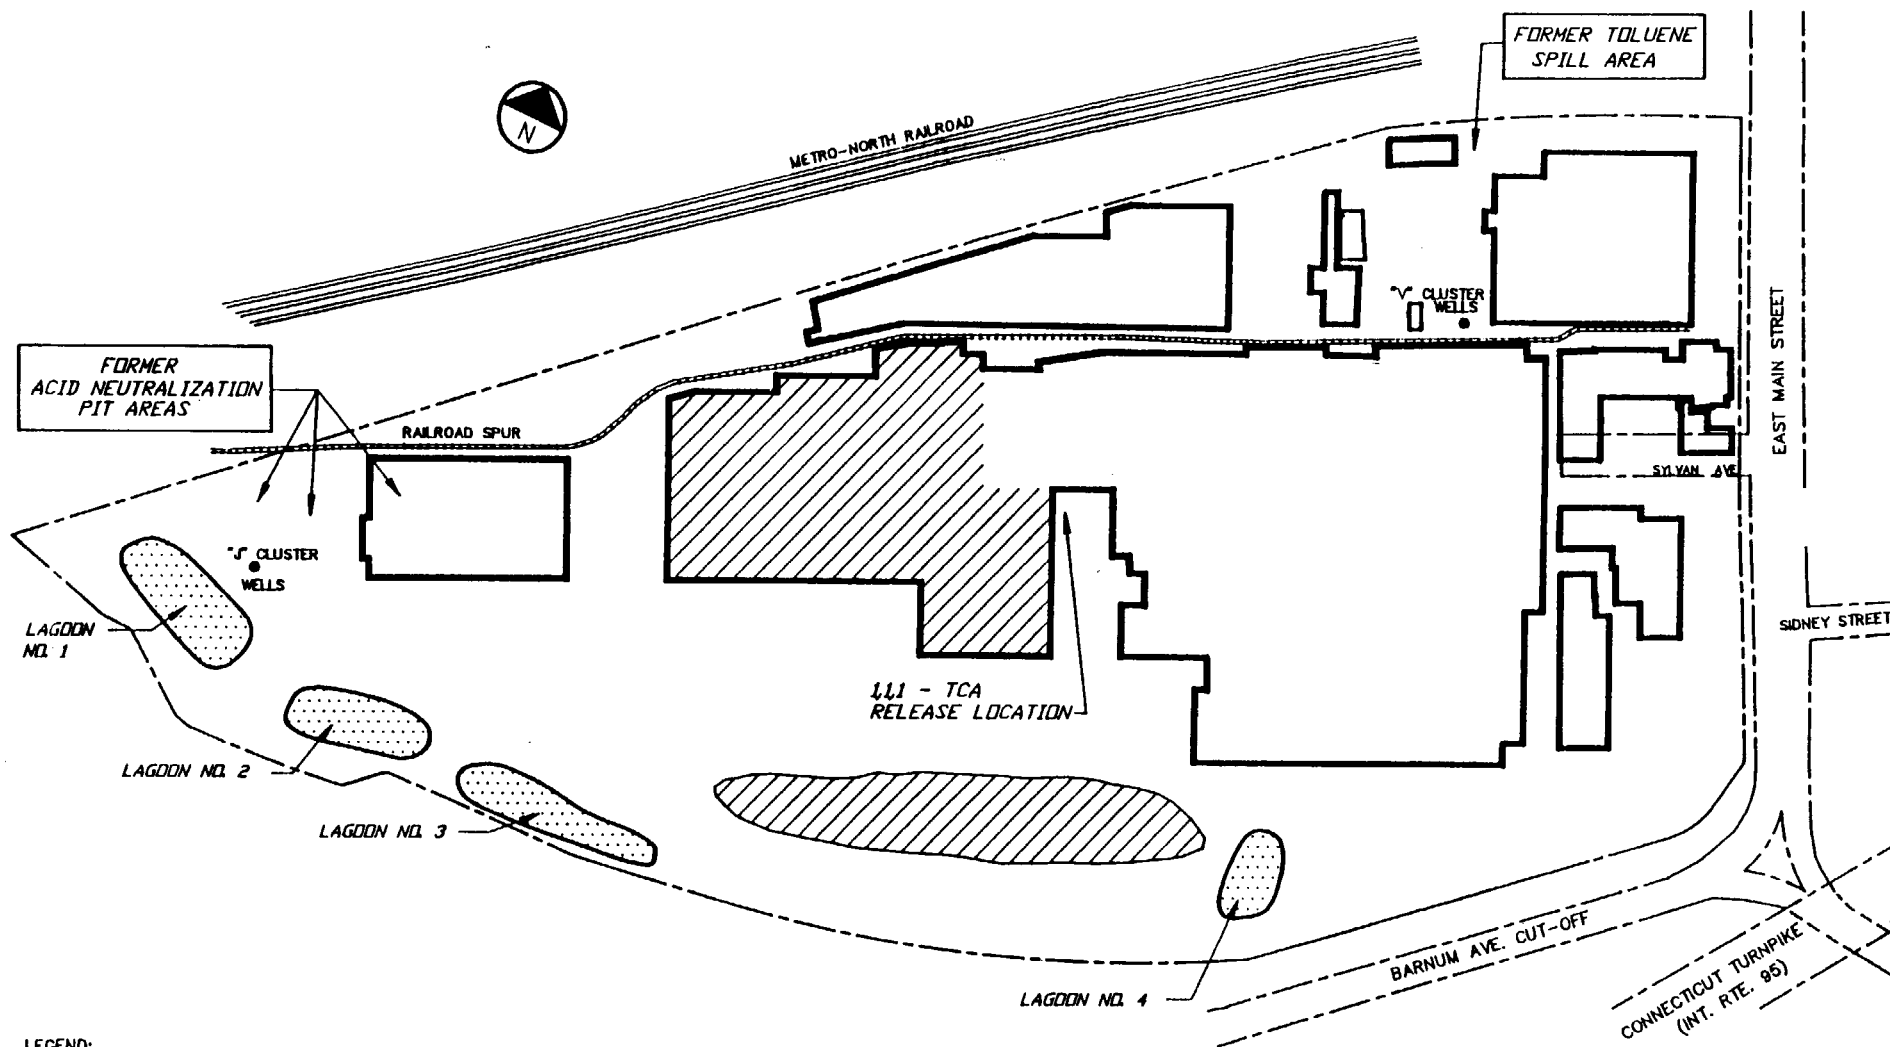 FORMER TOLUENE
SPILL AREA
N
METRO-NORTH RAILROAD
"V" CLUSTER
WELLS
EAST MAIN STREET
FORMER
ACID NEUTRALIZATION
PIT AREAS
RAILROAD SPUR
SYLVAN AVE
"J" CLUSTER
WELLS
LAGOON
NO. 1
SIDNEY STREET
1,1,1 - TCA
RELEASE LOCATION
LAGOON NO. 2
LAGOON NO. 3
LAGOON NO. 4
BARNUM AVE. CUT-OFF
CONNECTICUT TURNPIKE
(INT. RTE. 95)
LEGEND: